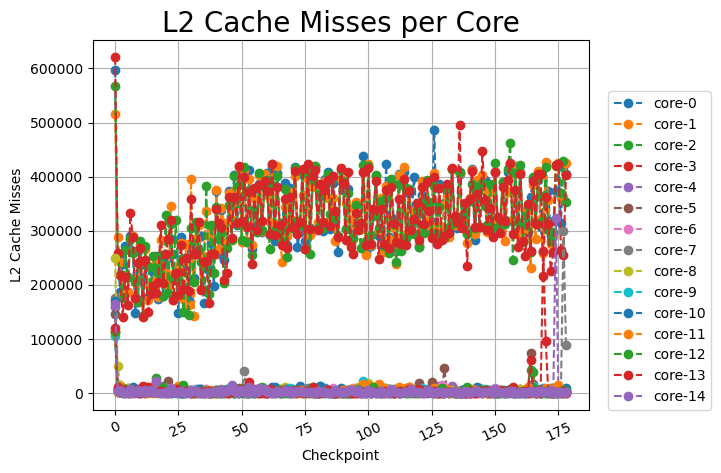 L2 Cache Misses per Core
L2 Cache Misses
600000
500000
400000
300000
200000
100000
0
0
25
50
75
100
125
150
175
Checkpoint
core-0
core-1
core-2
core-3
core-4
core-5
core-6
core-7
core-8
core-9
core-10
core-11
core-12
core-13
core-14